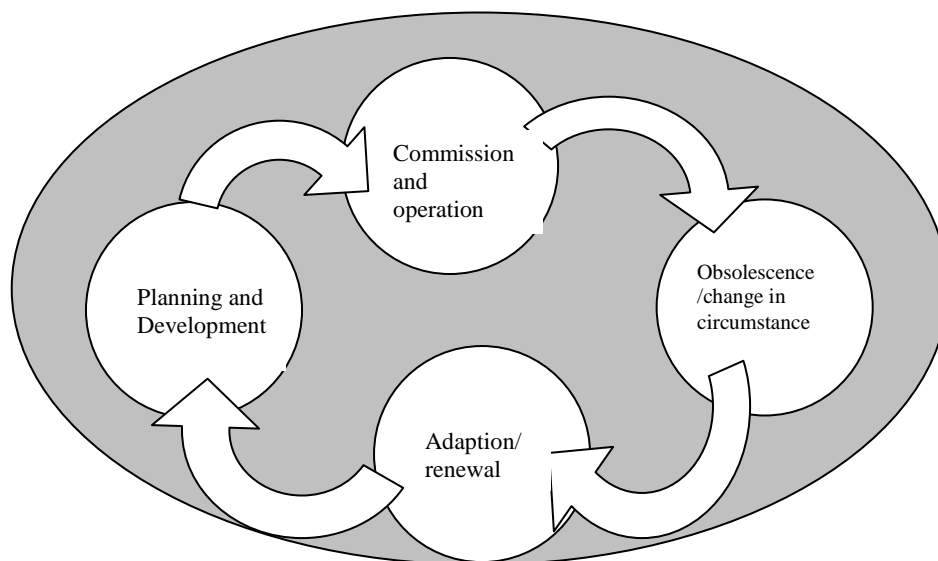 Commission
and
operation
Planning and
Development
Obsolescence
/change in
circumstance
Adaption/
renewal